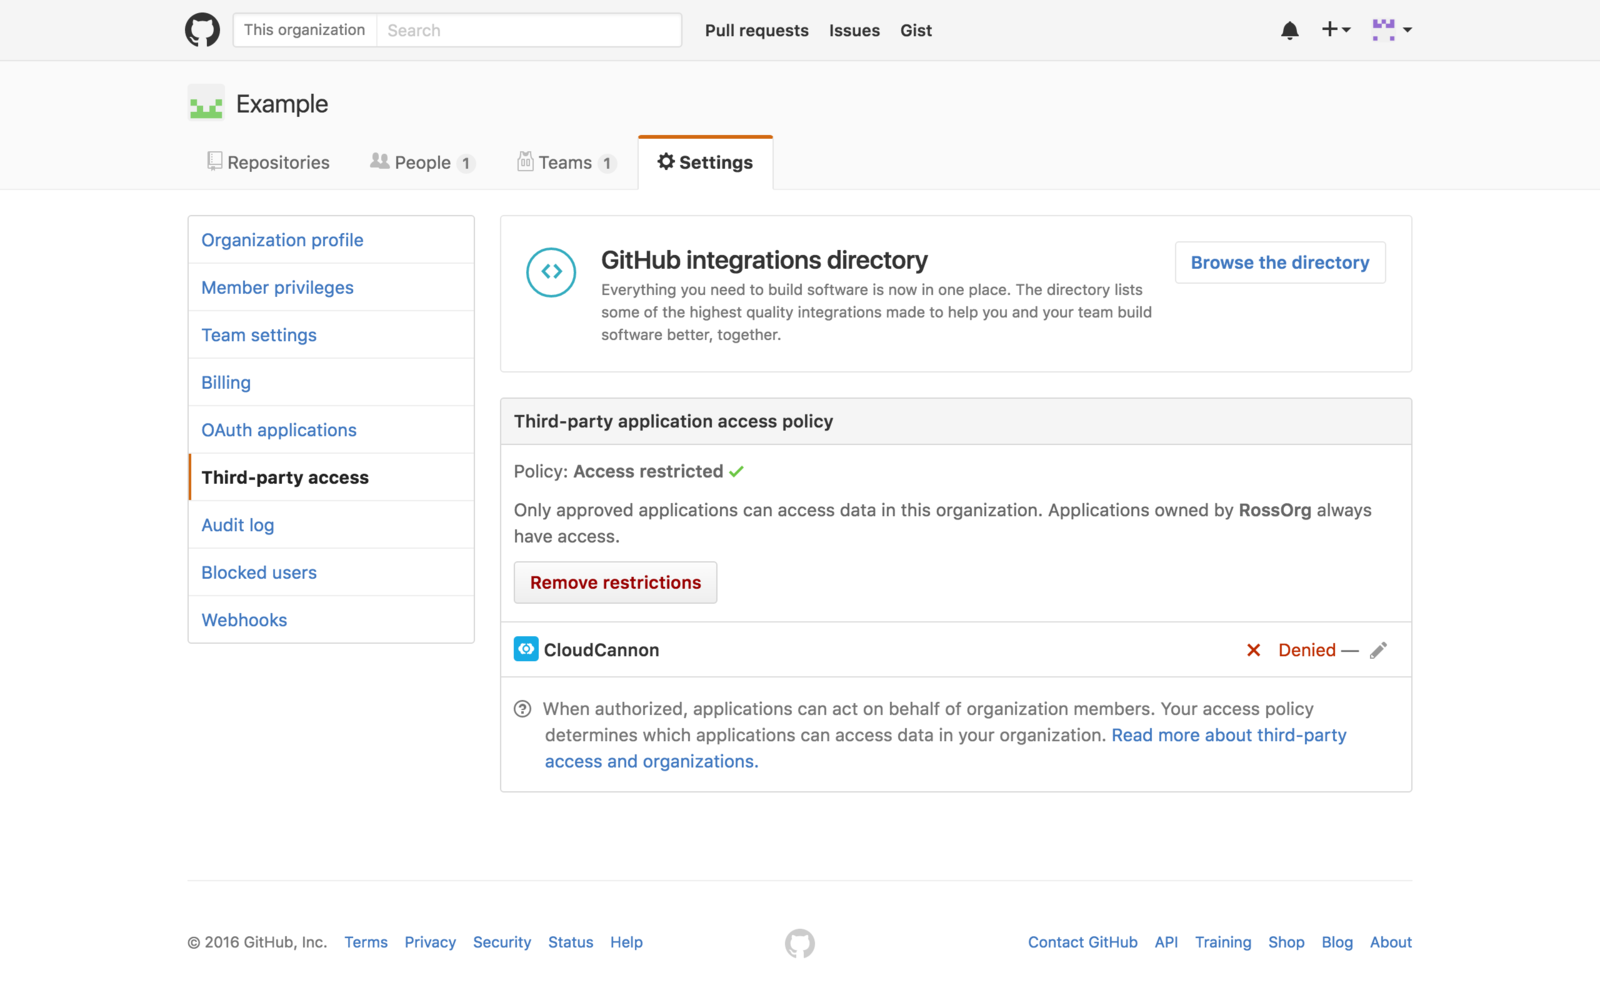 This organization Search Pull requests Issues Gist
Example
Repositories People 1 Teams 1 Settings
Organization profile
Member privileges
Team settings
Billing
OAuth applications
Third-party access
Audit log
Blocked users
Webhooks
GitHub integrations directory
Browse the directory
Everything you need to build software is now in one place. The directory lists
some of the highest quality integrations made to help you and your team build
software better, together.
Third-party application access policy
Policy: Access restricted
Only approved applications can access data in this organization. Applications owned by RossOrg always
have access.
Remove restrictions
CloudCannon Denied —
When authorized, applications can act on behalf of organization members. Your access policy
determines which applications can access data in your organization. Read more about third-party
access and organizations.
© 2016 GitHub, Inc. Terms Privacy Security Status Help Contact GitHub API Training Shop Blog About